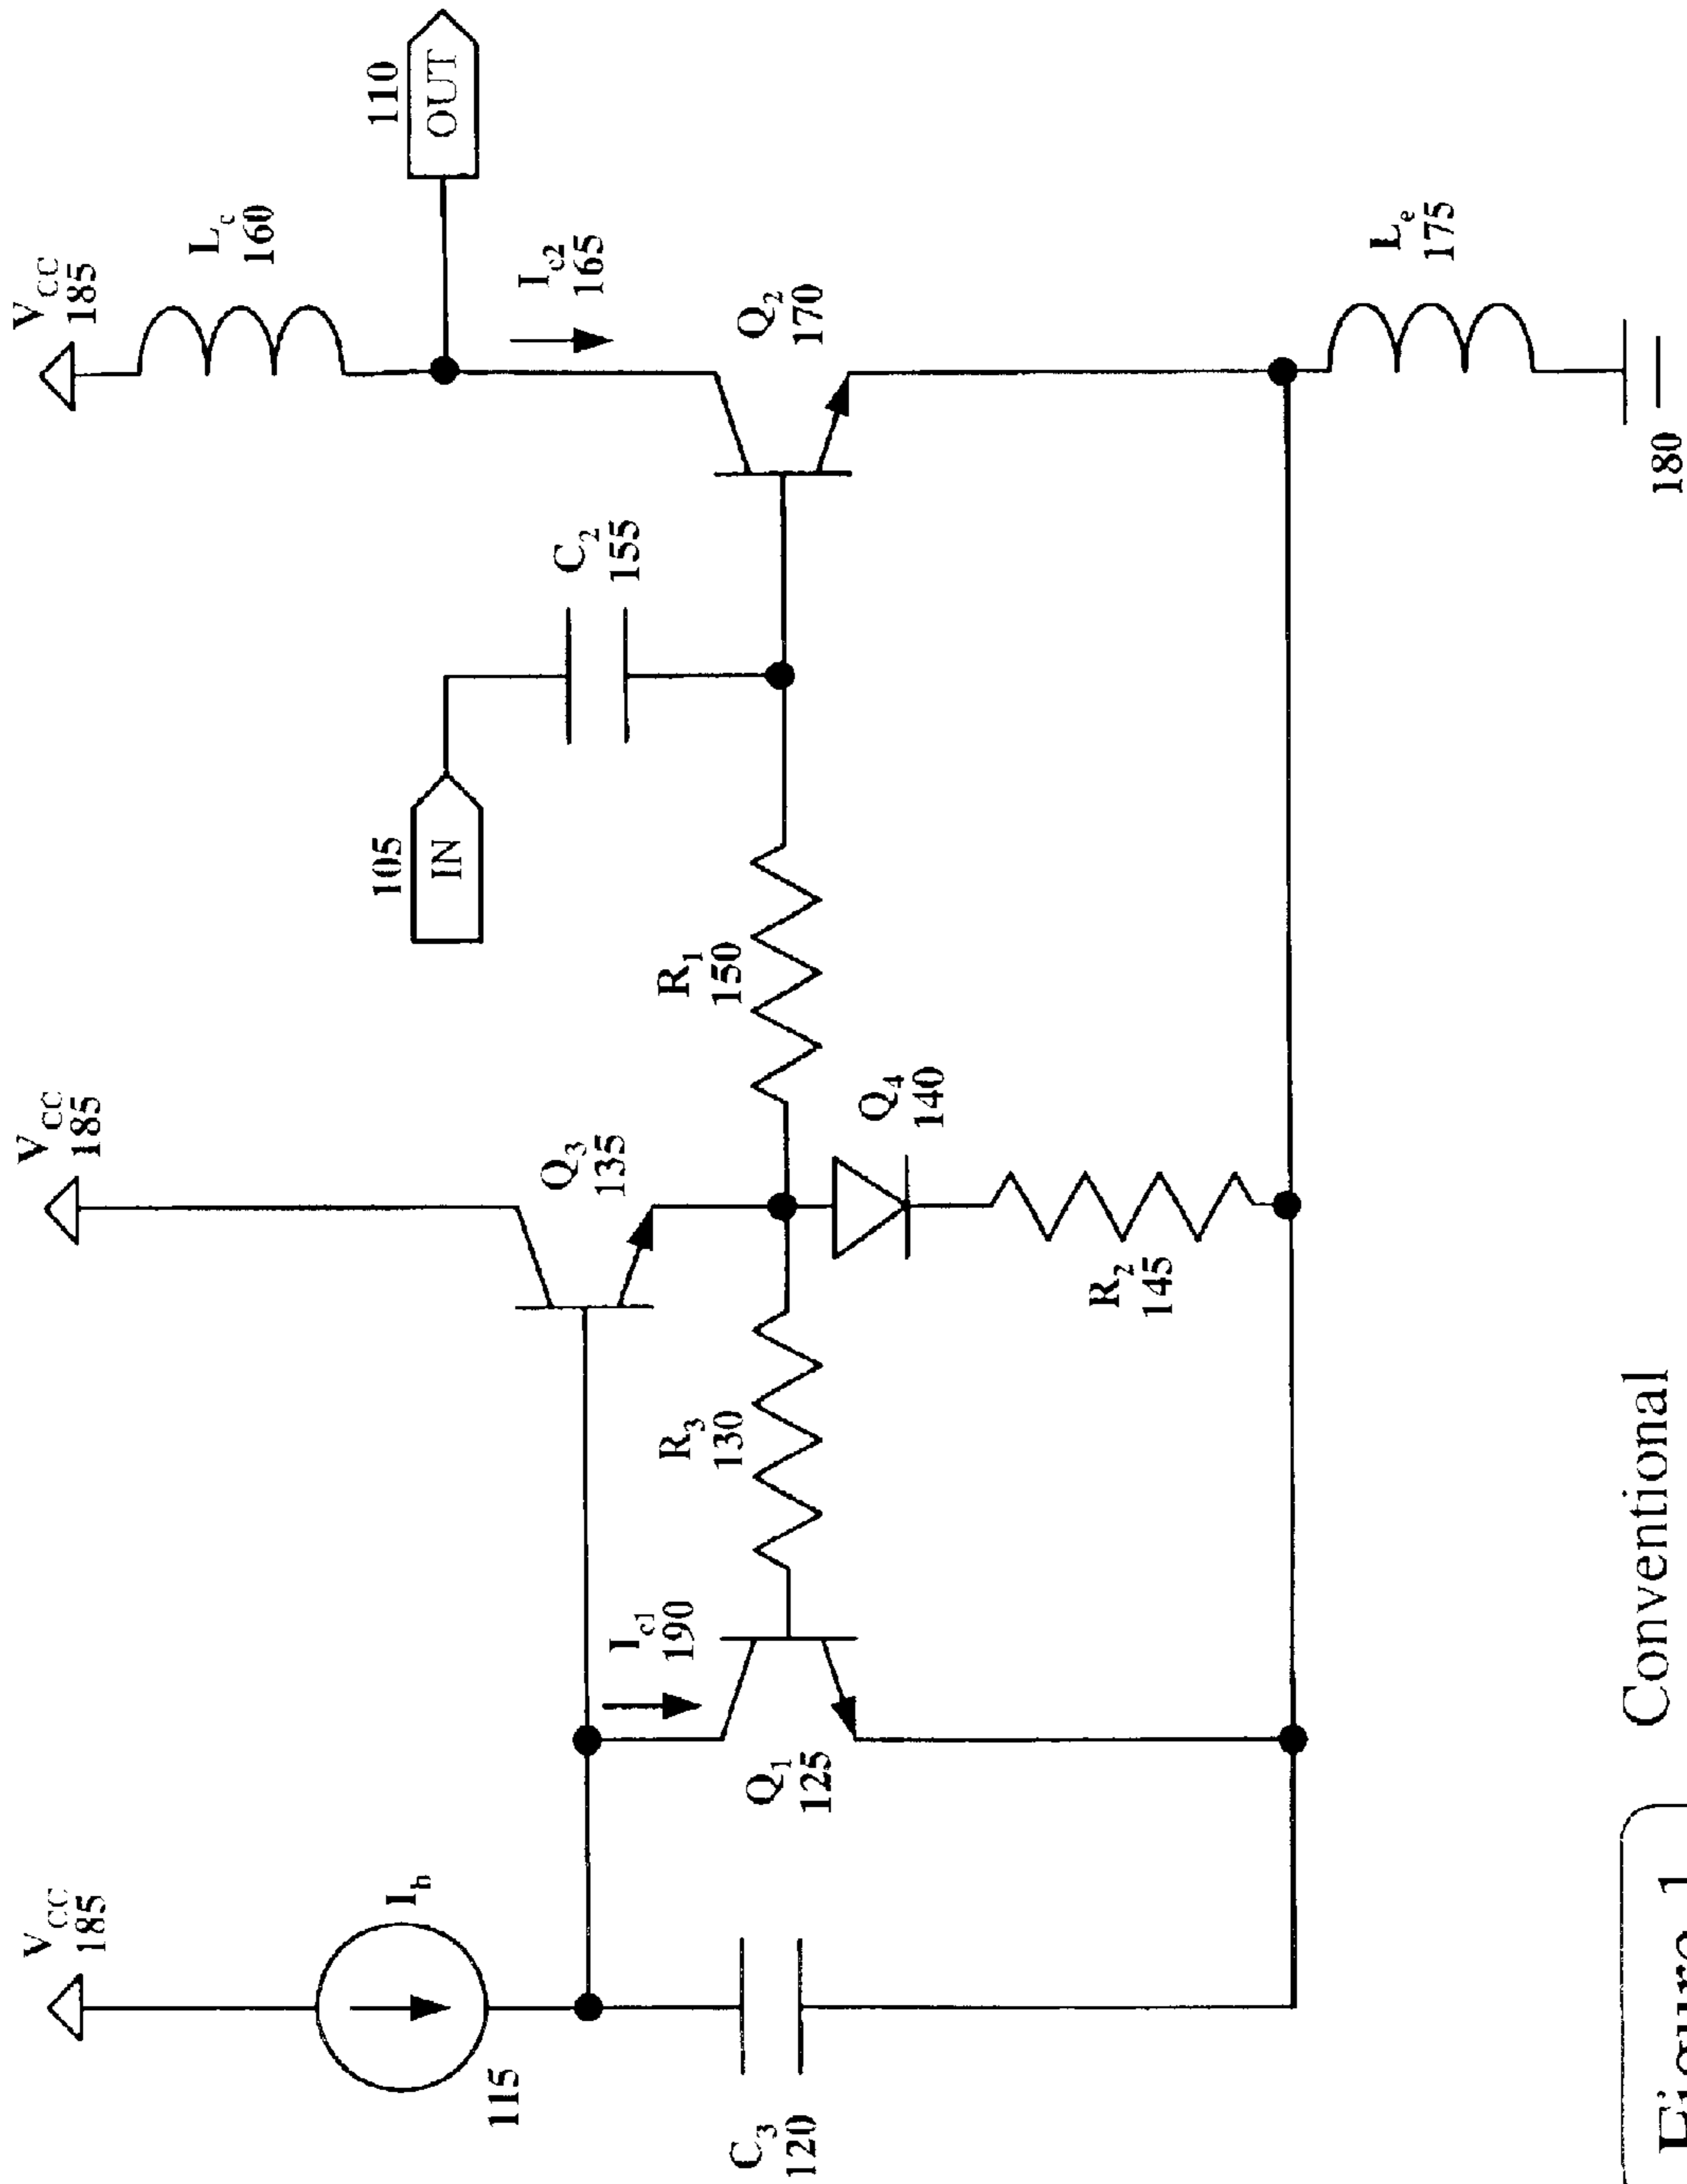 V_CC
185
V_CC
185
V_CC
185
L_c
160
110
OUT
I_b
115
105
IN
I_c2
165
C_2
155
Q_3
135
I_c1
190
R_3
130
R_1
150
Q_2
170
C_3
120
Q_1
125
Q_4
140
R_2
145
L_e
175
180
Conventional
Figure 1